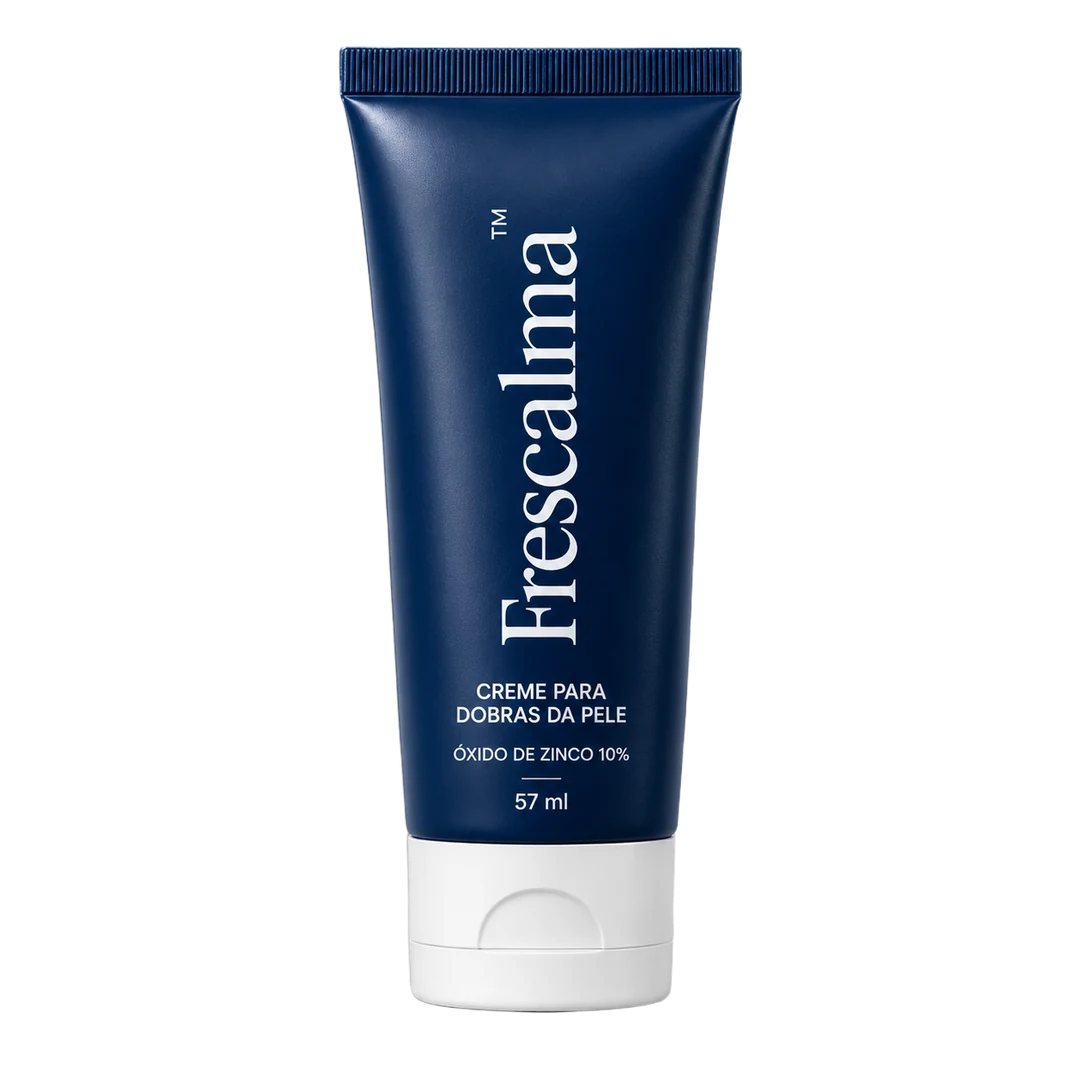 Frescalma™
CREME PARA
DOBRAS DA PELE
ÓXIDO DE ZINCO 10%
57 ml